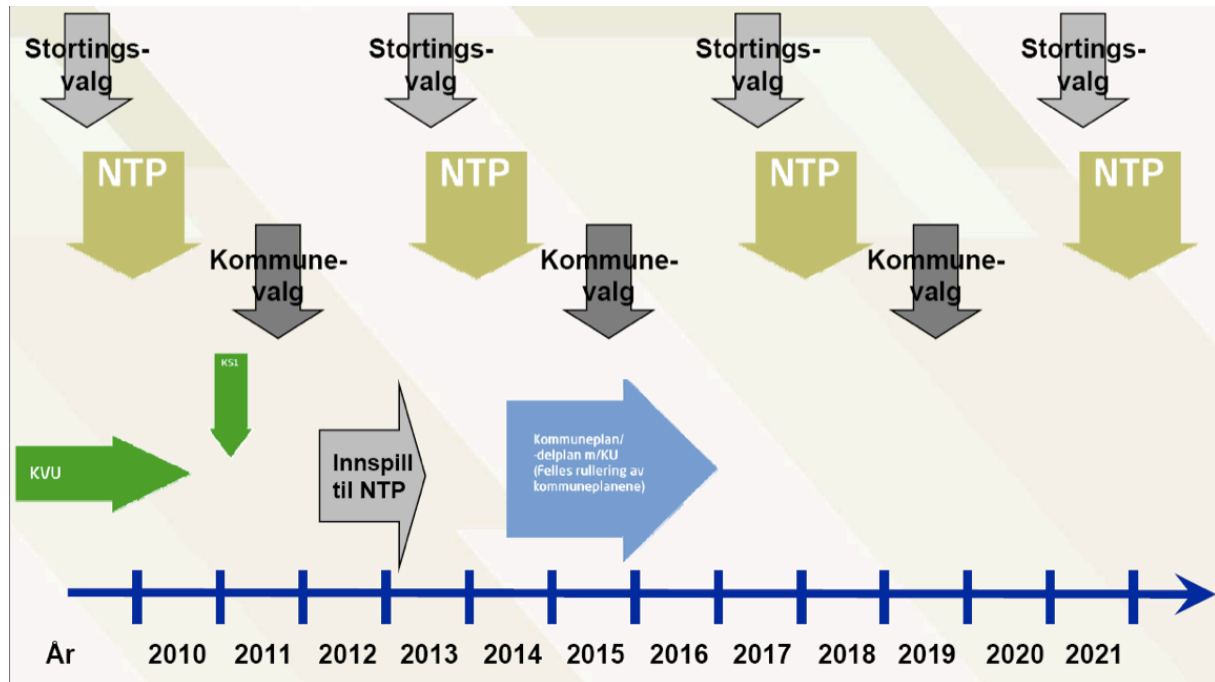 Stortings-
valg
Stortings-
valg
Stortings-
valg
Stortings-
valg
NTP
NTP
NTP
NTP
Kommune-
valg
Kommune-
valg
Kommune-
valg
KS1
KVU
Innspill
til NTP
Kommuneplan/
-delplan m/KU
(Felles rullering av
kommuneplanene)
År 2010 2011 2012 2013 2014 2015 2016 2017 2018 2019 2020 2021